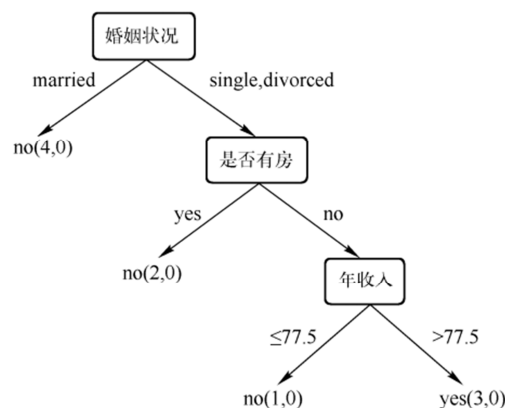 婚姻状况
married
single,divorced
no(4,0)
是否有房
yes
no
no(2,0)
年收入
≤77.5
>77.5
no(1,0)
yes(3,0)